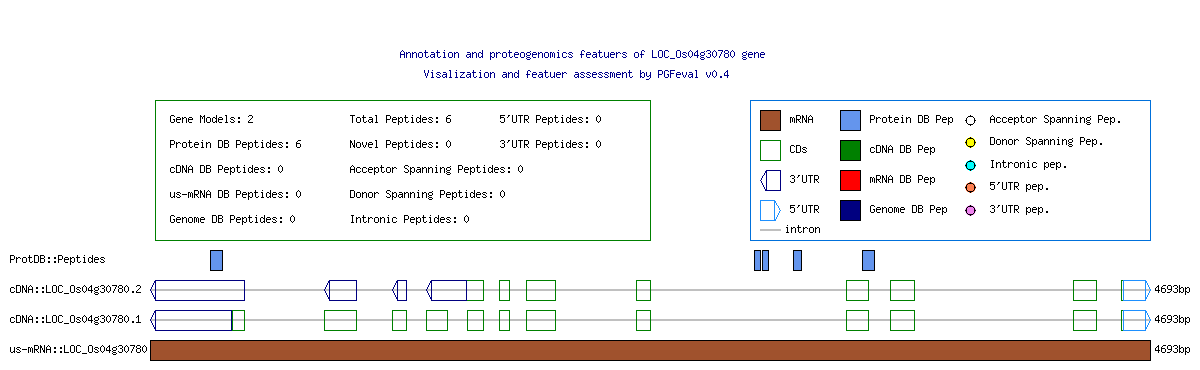 Annotation and proteogenomics featuers of LOC_Os04g30780 gene
Visalization and featuer assessment by PGFeval v0.4
Gene Models: 2 Total Peptides: 6 5'UTR Peptides: 0
Protein DB Peptides: 6 Novel Peptides: 0 3'UTR Peptides: 0
cDNA DB Peptides: 0 Acceptor Spanning Peptides: 0
us-mRNA DB Peptides: 0 Donor Spanning Peptides: 0
Genome DB Peptides: 0 Intronic Peptides: 0
mRNA Protein DB Pep Acceptor Spanning Pep.
CDs cDNA DB Pep Donor Spanning Pep.
3'UTR mRNA DB Pep Intronic pep.
5'UTR Genome DB Pep 5'UTR pep.
intron 3'UTR pep.
ProtDB::Peptides
cDNA::LOC_Os04g30780.2 4693bp
cDNA::LOC_Os04g30780.1 4693bp
us-mRNA::LOC_Os04g30780 4693bp